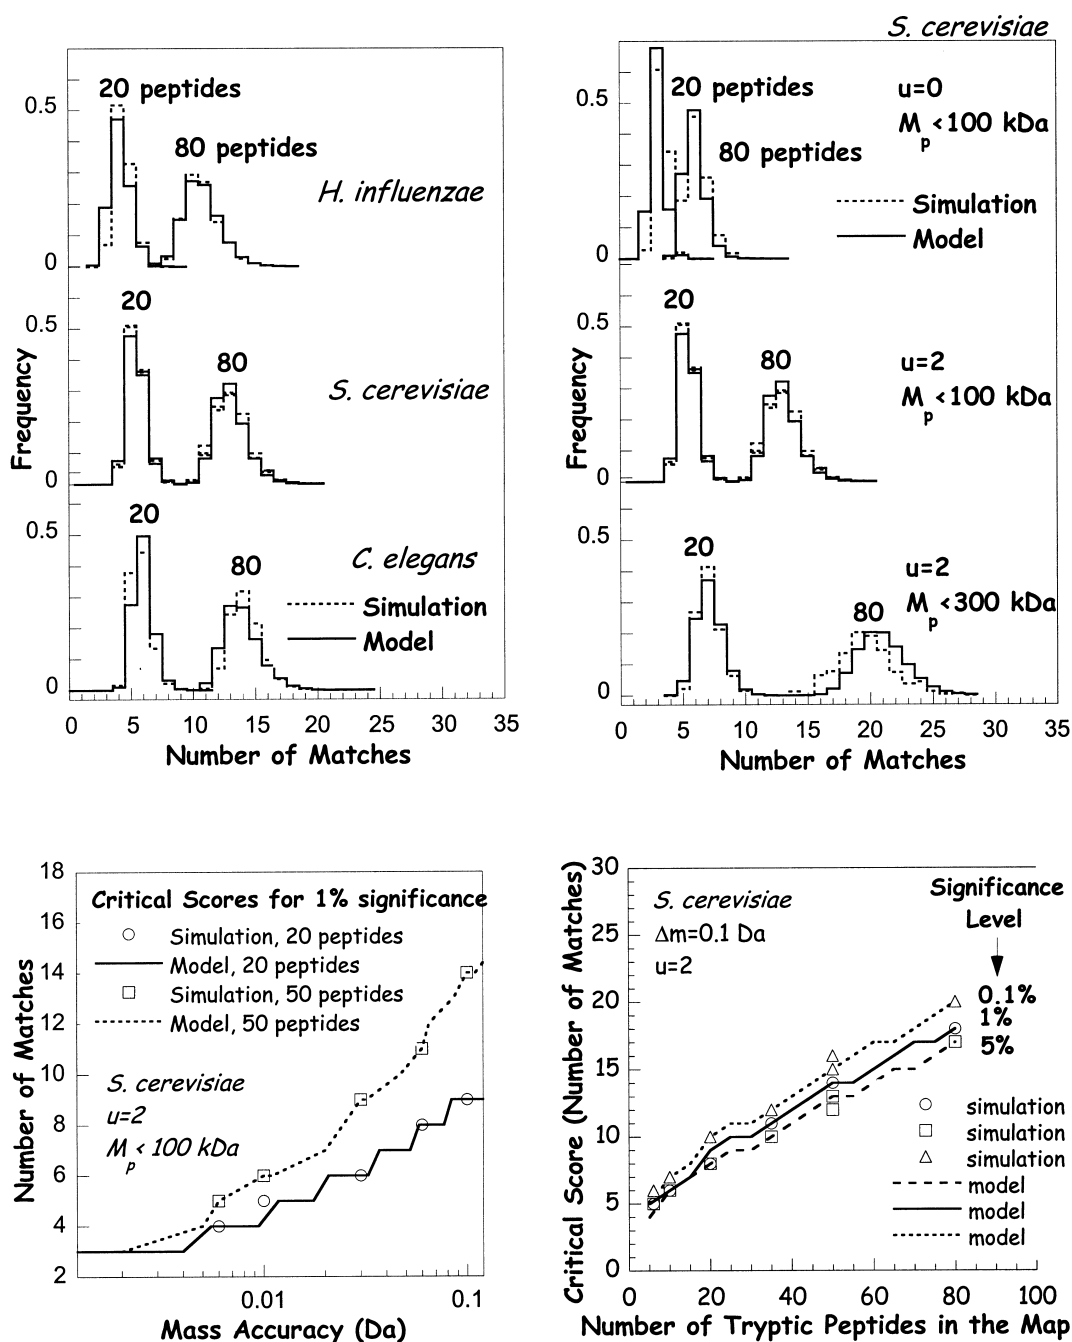 20 peptides
80 peptides
H. influenzae
0.5
0
20
80
S. cerevisiae
0.5
0
20
80
C. elegans
Simulation
Model
0.5
0
Frequency
0 5 10 15 20 25 30 35
Number of Matches
S. cerevisiae
20 peptides
80 peptides
u=0
Mp<100 kDa
Simulation
Model
0.5
0
20
80
u=2
Mp<100 kDa
0.5
0
20
80
u=2
Mp<300 kDa
0.5
0
Frequency
0 5 10 15 20 25 30 35
Number of Matches
18
16
14
12
10
8
6
4
2
Number of Matches
Critical Scores for 1% significance
Simulation, 20 peptides
Model, 20 peptides
Simulation, 50 peptides
Model, 50 peptides
S. cerevisiae
u=2
Mp< 100 kDa
0.01 0.1
Mass Accuracy (Da)
30
25
20
15
10
5
0
Critical Score (Number of Matches)
S. cerevisiae
Δm=0.1 Da
u=2
Significance
Level
0.1%
1%
5%
simulation
simulation
simulation
model
model
model
0 20 40 60 80 100
Number of Tryptic Peptides in the Map